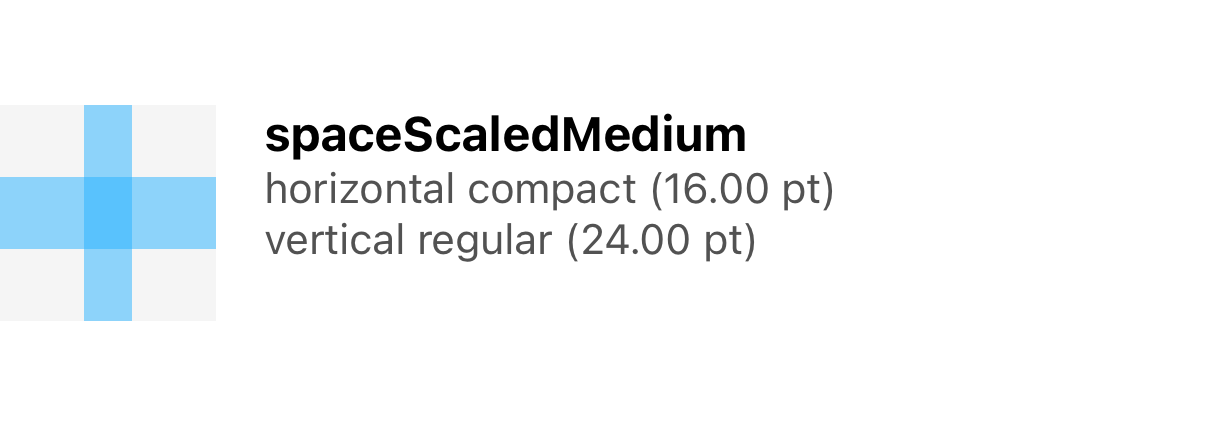 spaceScaledMedium
horizontal compact (16.00 pt)
vertical regular (24.00 pt)